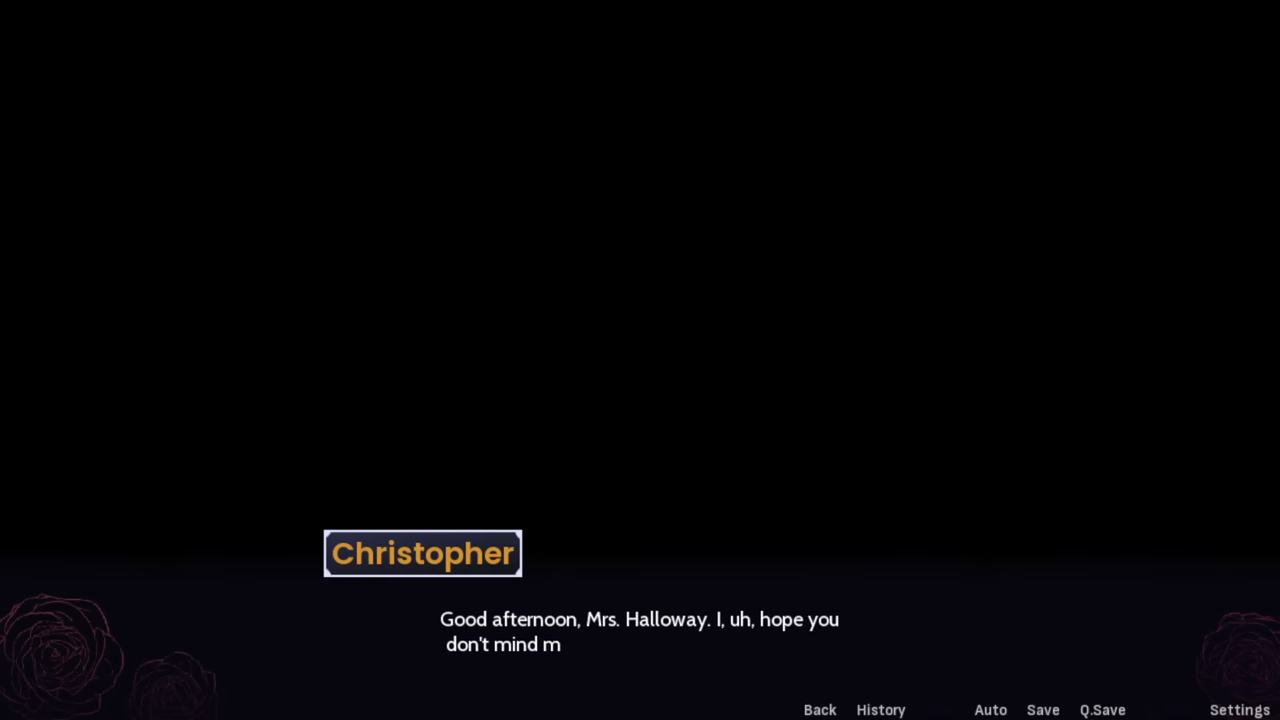 Christopher
Good afternoon, Mrs. Halloway. I, uh, hope you
don't mind m
Back History Auto Save Q.Save Settings